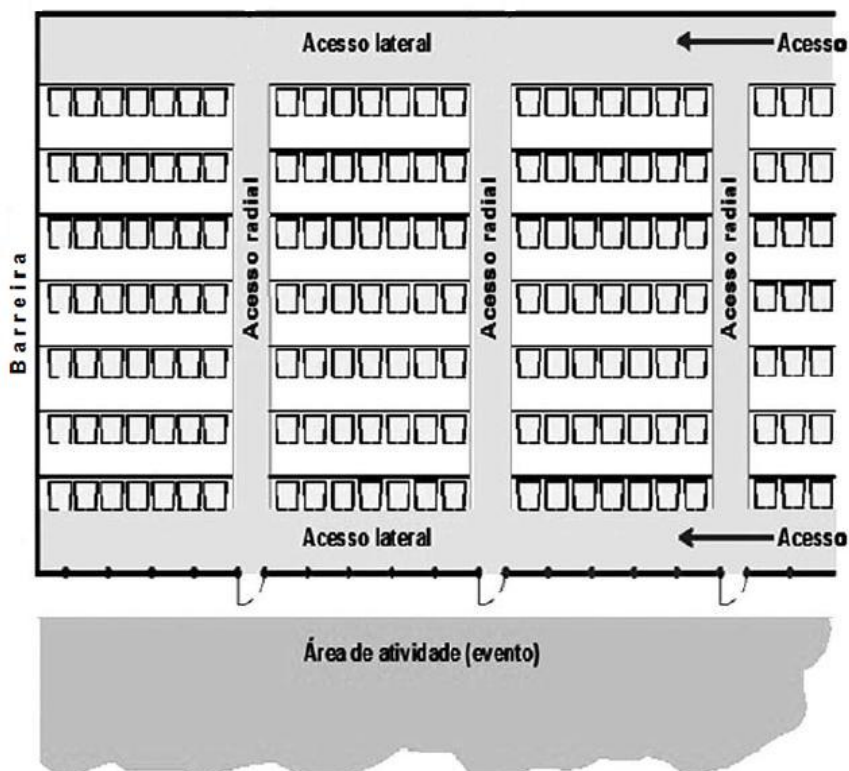 Acesso lateral
Acesso
Barreira
Acesso radial
Acesso radial
Acesso radial
Acesso lateral
Acesso
Área de atividade (evento)